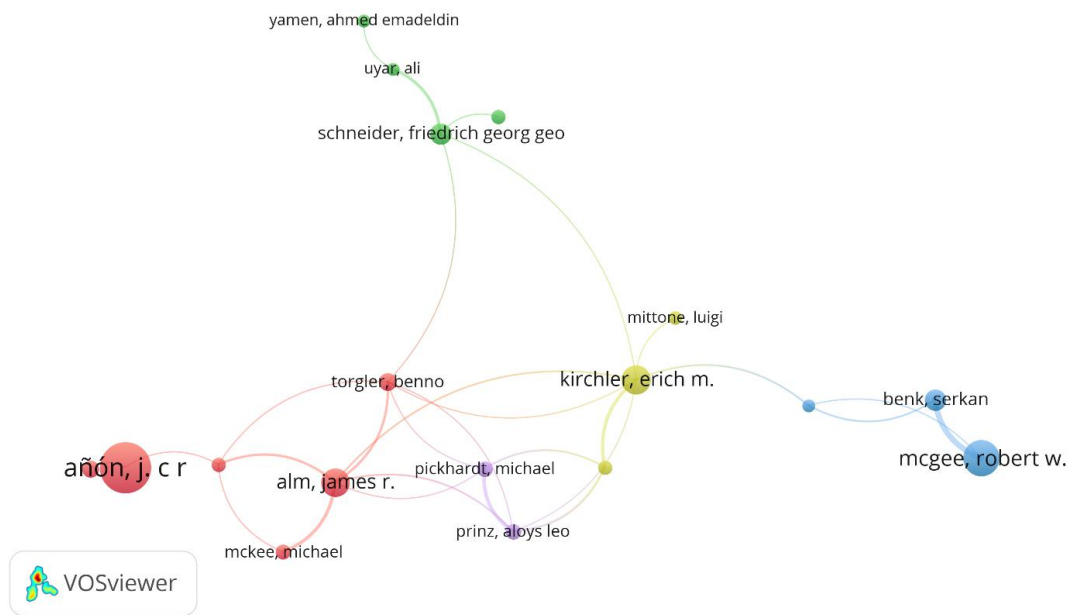 yamen, ahmed emadeldin
uyar, ali
schneider, friedrich georg geo
mittone, luigi
kirchler, erich m.
torgler, benno
benk, serkan
mcgee, robert w.
añón, j. c r
pickhardt, michael
alm, james r.
prinz, aloys leo
mckee, michael
VOSviewer